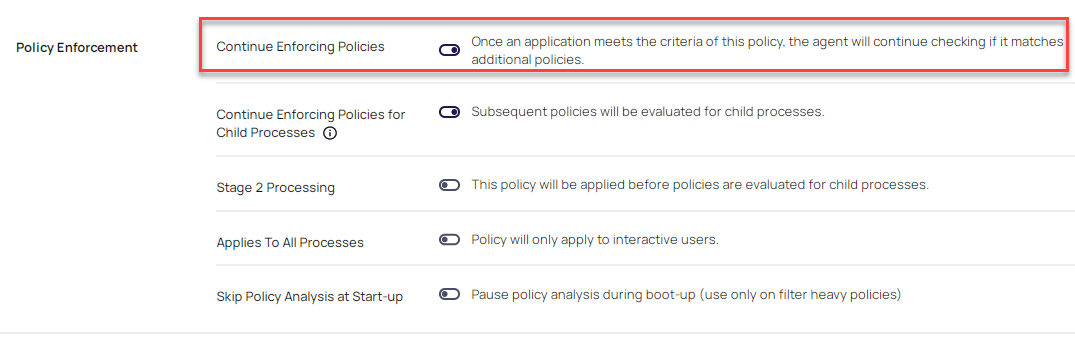 Policy Enforcement
Continue Enforcing Policies
Once an application meets the criteria of this policy, the agent will continue checking if it matches
additional policies.
Continue Enforcing Policies for
Child Processes
Subsequent policies will be evaluated for child processes.
Stage 2 Processing
This policy will be applied before policies are evaluated for child processes.
Applies To All Processes
Policy will only apply to interactive users.
Skip Policy Analysis at Start-up
Pause policy analysis during boot-up (use only on filter heavy policies)